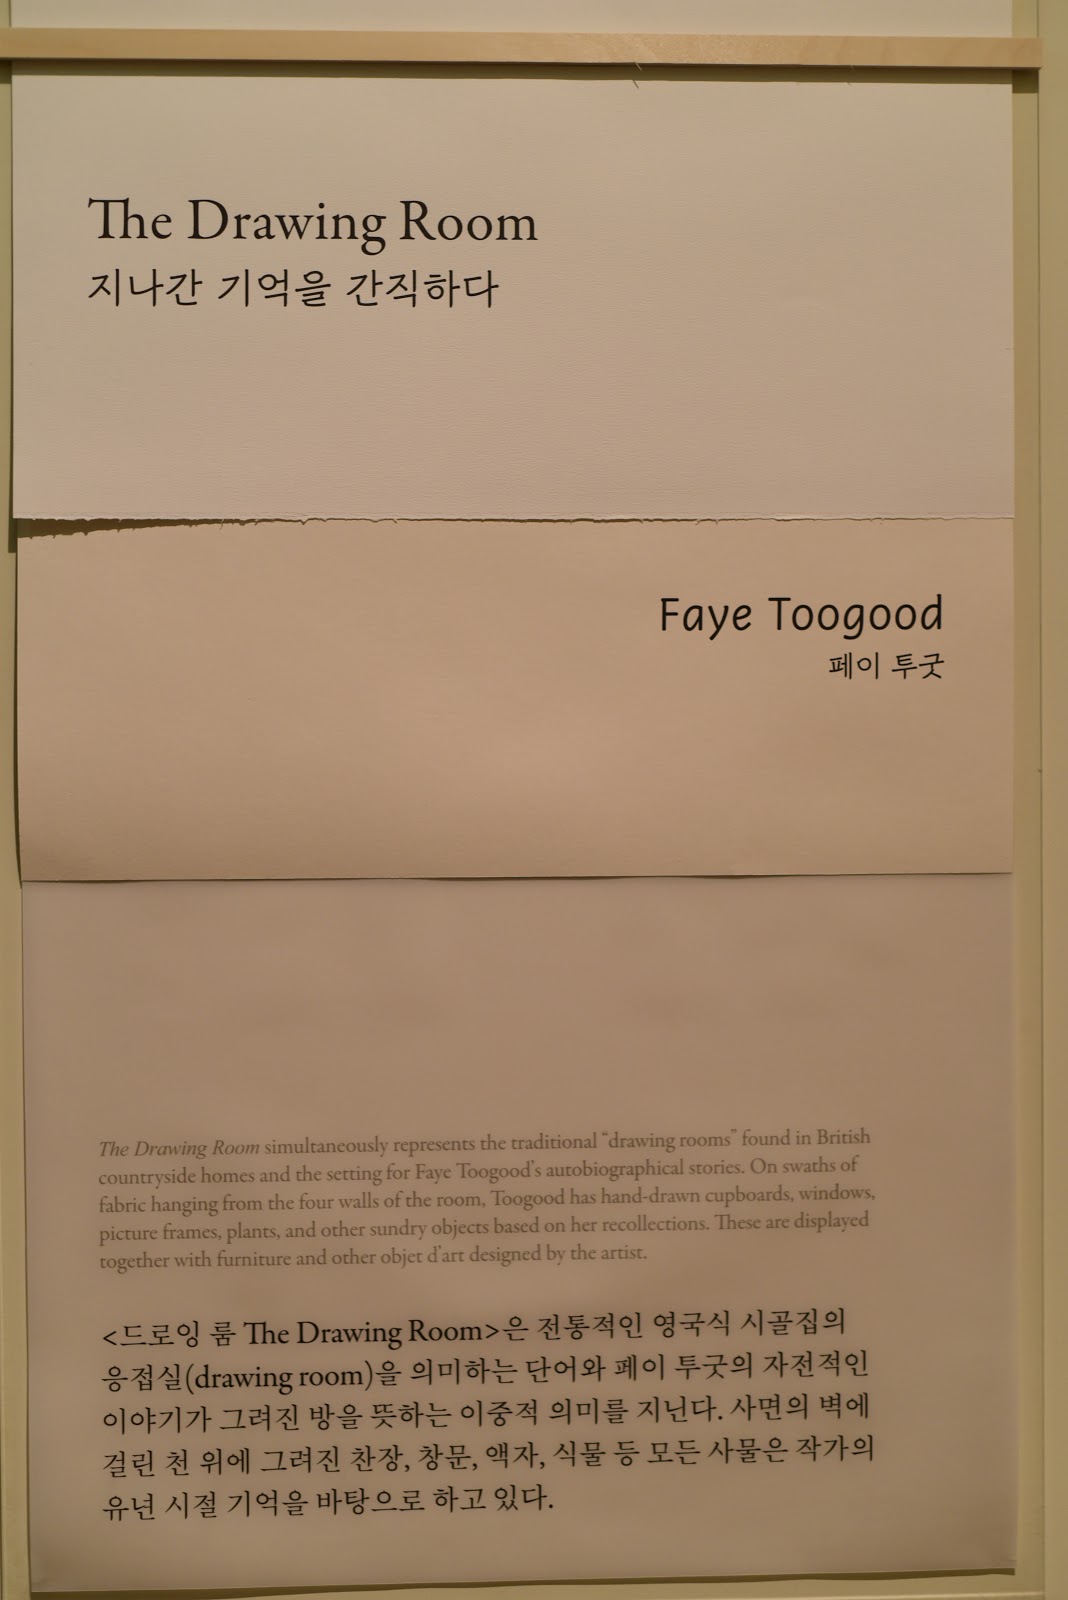 The Drawing Room
지나간 기억을 간직하다
Faye Toogood
페이 투굿
The Drawing Room simultaneously represents the traditional “drawing rooms” found in British
countryside homes and the setting for Faye Toogood’s autobiographical stories. On swaths of
fabric hanging from the four walls of the room, Toogood has hand-drawn cupboards, windows,
picture frames, plants, and other sundry objects based on her recollections. These are displayed
together with furniture and other objet d’art designed by the artist.
<드로잉 룸 The Drawing Room>은 전통적인 영국식 시골집의
응접실(drawing room)을 의미하는 단어와 페이 투굿의 자전적인
이야기가 그려진 방을 뜻하는 이중적 의미를 지닌다. 사면의 벽에
걸린 천 위에 그려진 찬장, 창문, 액자, 식물 등 모든 사물은 작가의
유년 시절 기억을 바탕으로 하고 있다.